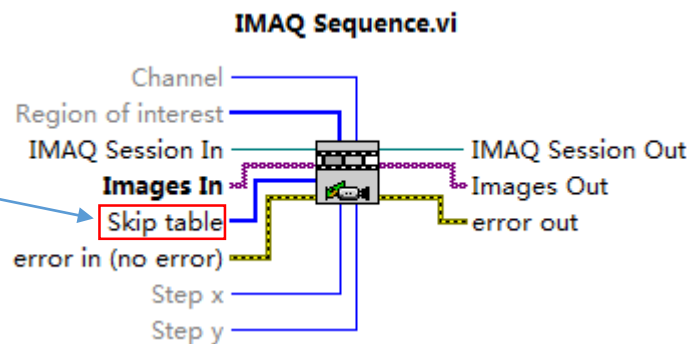 IMAQ Sequence.vi
Channel
Region of interest
IMAQ Session In IMAQ Session Out
Images In Images Out
Skip table error out
error in (no error)
Step x
Step y